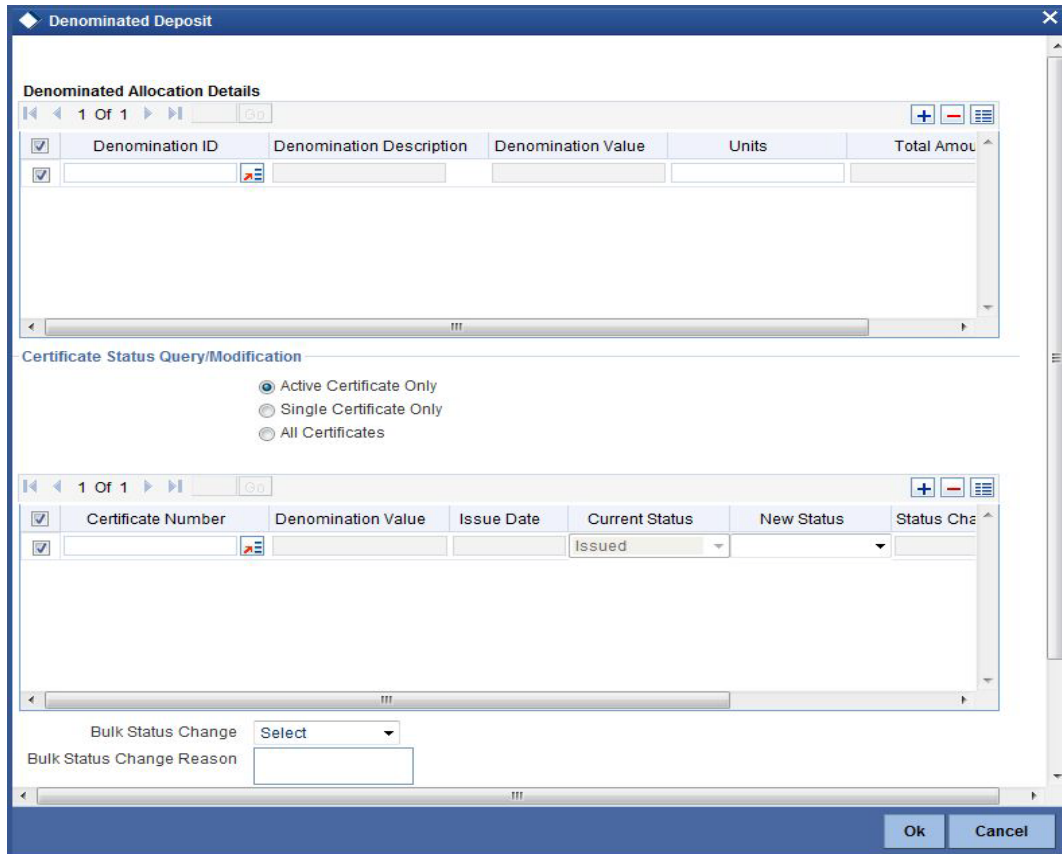 Denominated Deposit
Denominated Allocation Details
1 Of 1 Go
Denomination ID Denomination Description Denomination Value Units Total Amou
Certificate Status Query/Modification
Active Certificate Only
Single Certificate Only
All Certificates
1 Of 1 Go
Certificate Number Denomination Value Issue Date Current Status New Status Status Cha
Issued
Bulk Status Change Select
Bulk Status Change Reason
Ok Cancel